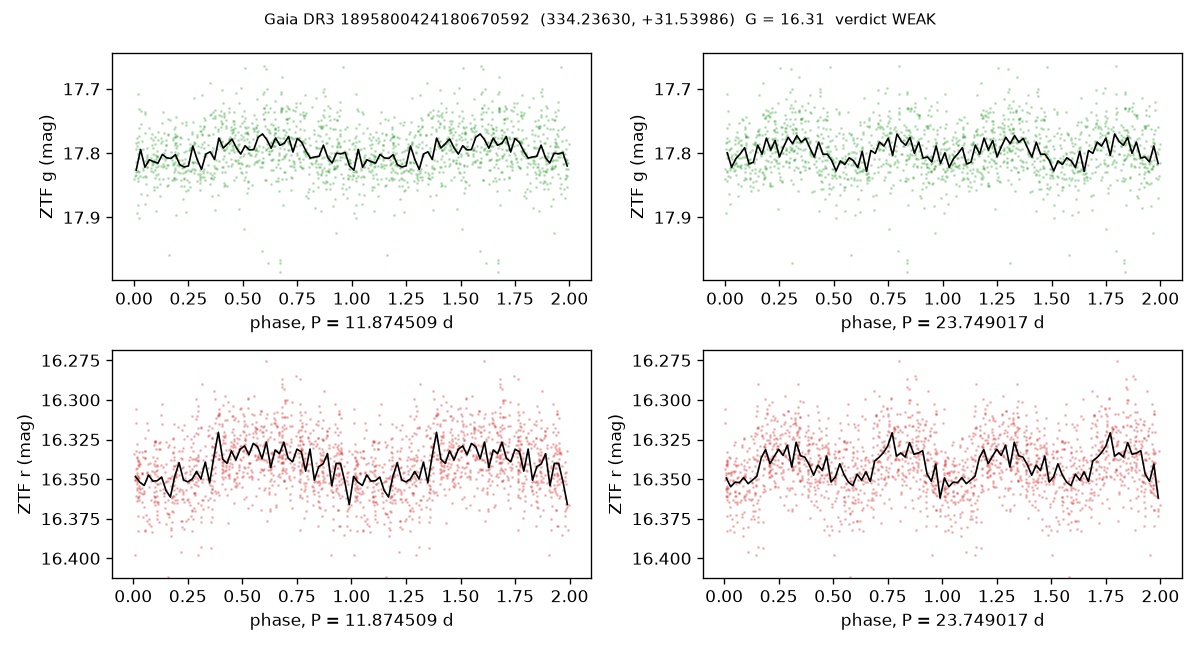 Gaia DR3 1895800424180670592  (334.23630, +31.53986)  G = 16.31  verdict WEAK
ZTF g (mag)
17.7
17.8
17.9
0.00 0.25 0.50 0.75 1.00 1.25 1.50 1.75 2.00
phase, P = 11.874509 d
ZTF g (mag)
17.7
17.8
17.9
0.00 0.25 0.50 0.75 1.00 1.25 1.50 1.75 2.00
phase, P = 23.749017 d
ZTF r (mag)
16.275
16.300
16.325
16.350
16.375
16.400
0.00 0.25 0.50 0.75 1.00 1.25 1.50 1.75 2.00
phase, P = 11.874509 d
ZTF r (mag)
16.275
16.300
16.325
16.350
16.375
16.400
0.00 0.25 0.50 0.75 1.00 1.25 1.50 1.75 2.00
phase, P = 23.749017 d